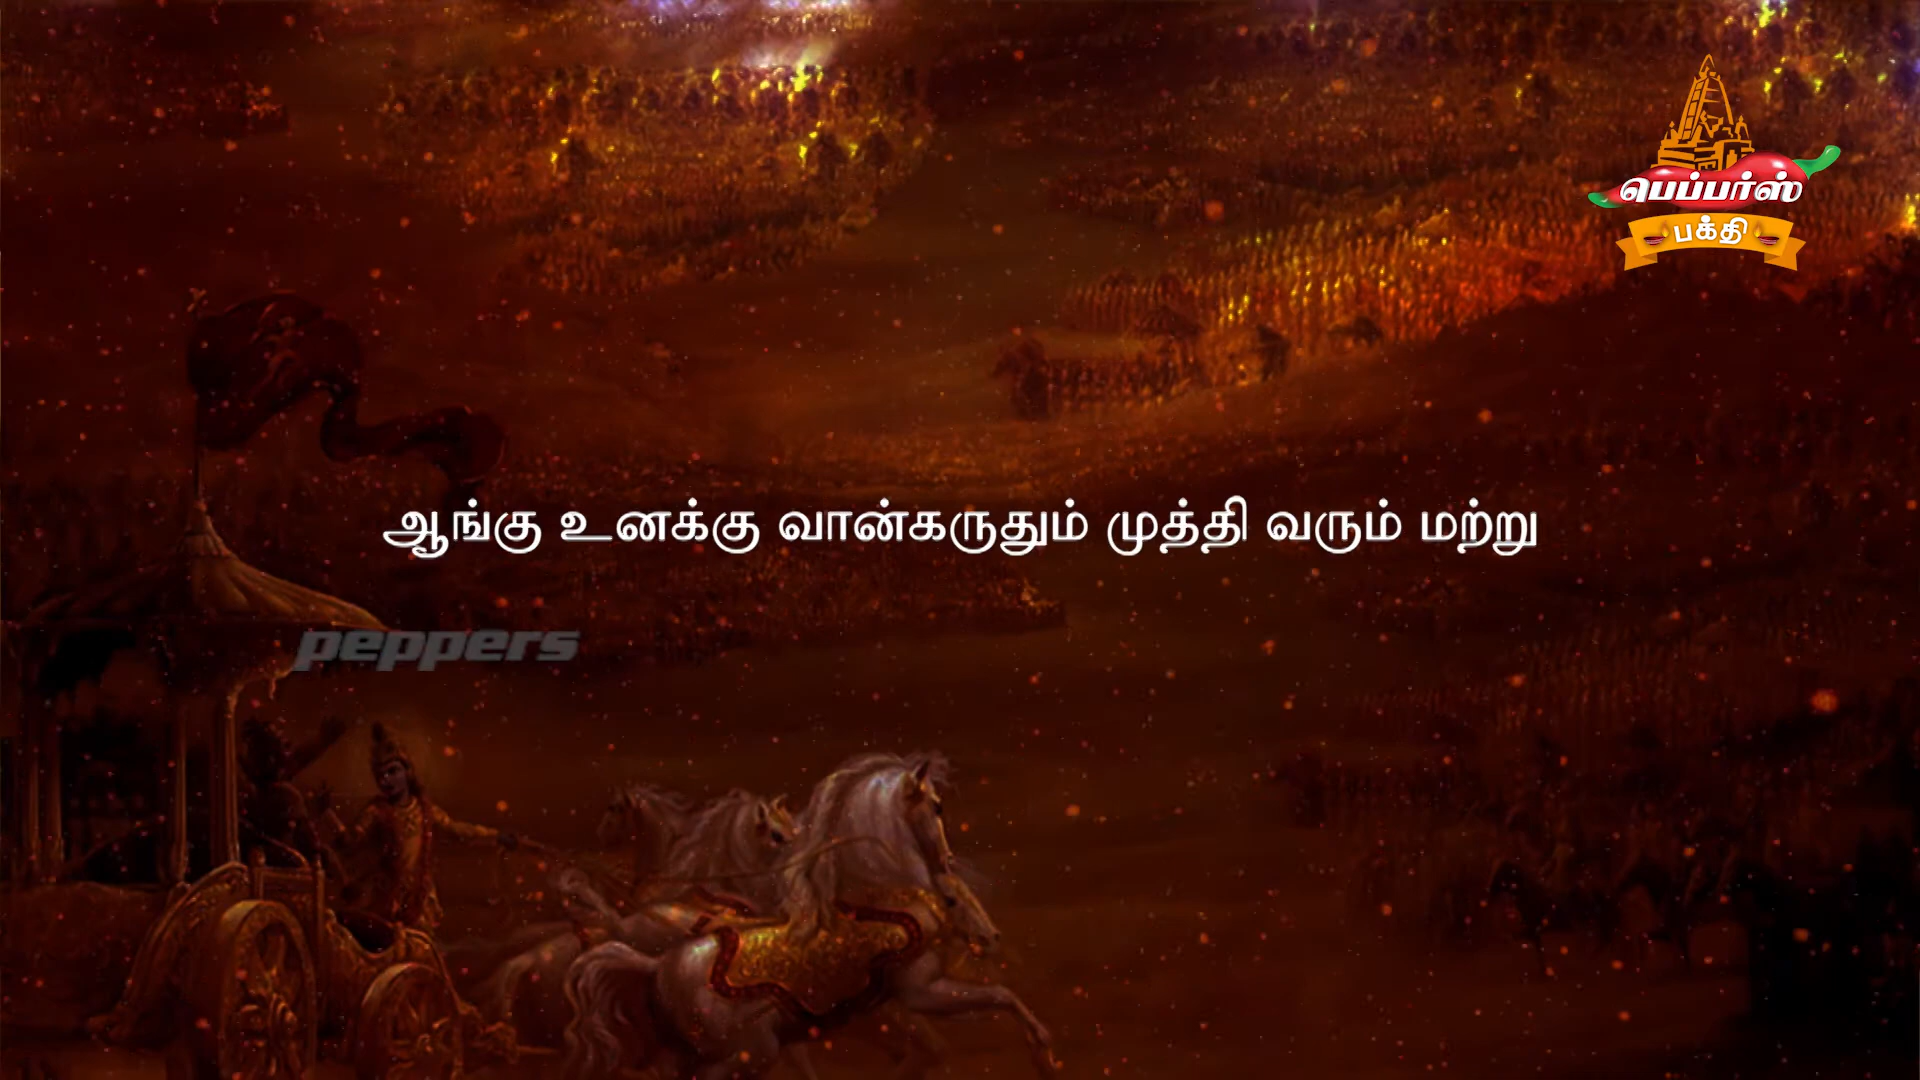 பெப்பர்ஸ்
பக்தி
ஆங்கு உனக்கு வான்கருதும் முத்தி வரும் மற்று
peppers